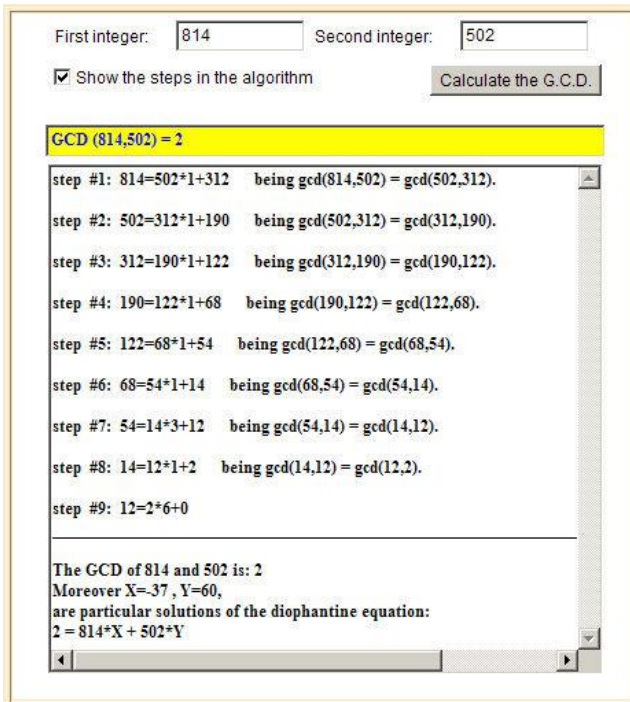 First integer: 814 Second integer: 502
Show the steps in the algorithm Calculate the G.C.D.
GCD (814,502) = 2
step #1: 814=502*1+312 being gcd(814,502) = gcd(502,312).
step #2: 502=312*1+190 being gcd(502,312) = gcd(312,190).
step #3: 312=190*1+122 being gcd(312,190) = gcd(190,122).
step #4: 190=122*1+68 being gcd(190,122) = gcd(122,68).
step #5: 122=68*1+54 being gcd(122,68) = gcd(68,54).
step #6: 68=54*1+14 being gcd(68,54) = gcd(54,14).
step #7: 54=14*3+12 being gcd(54,14) = gcd(14,12).
step #8: 14=12*1+2 being gcd(14,12) = gcd(12,2).
step #9: 12=2*6+0
The GCD of 814 and 502 is: 2
Moreover X=-37 , Y=60,
are particular solutions of the diophantine equation:
2 = 814*X + 502*Y